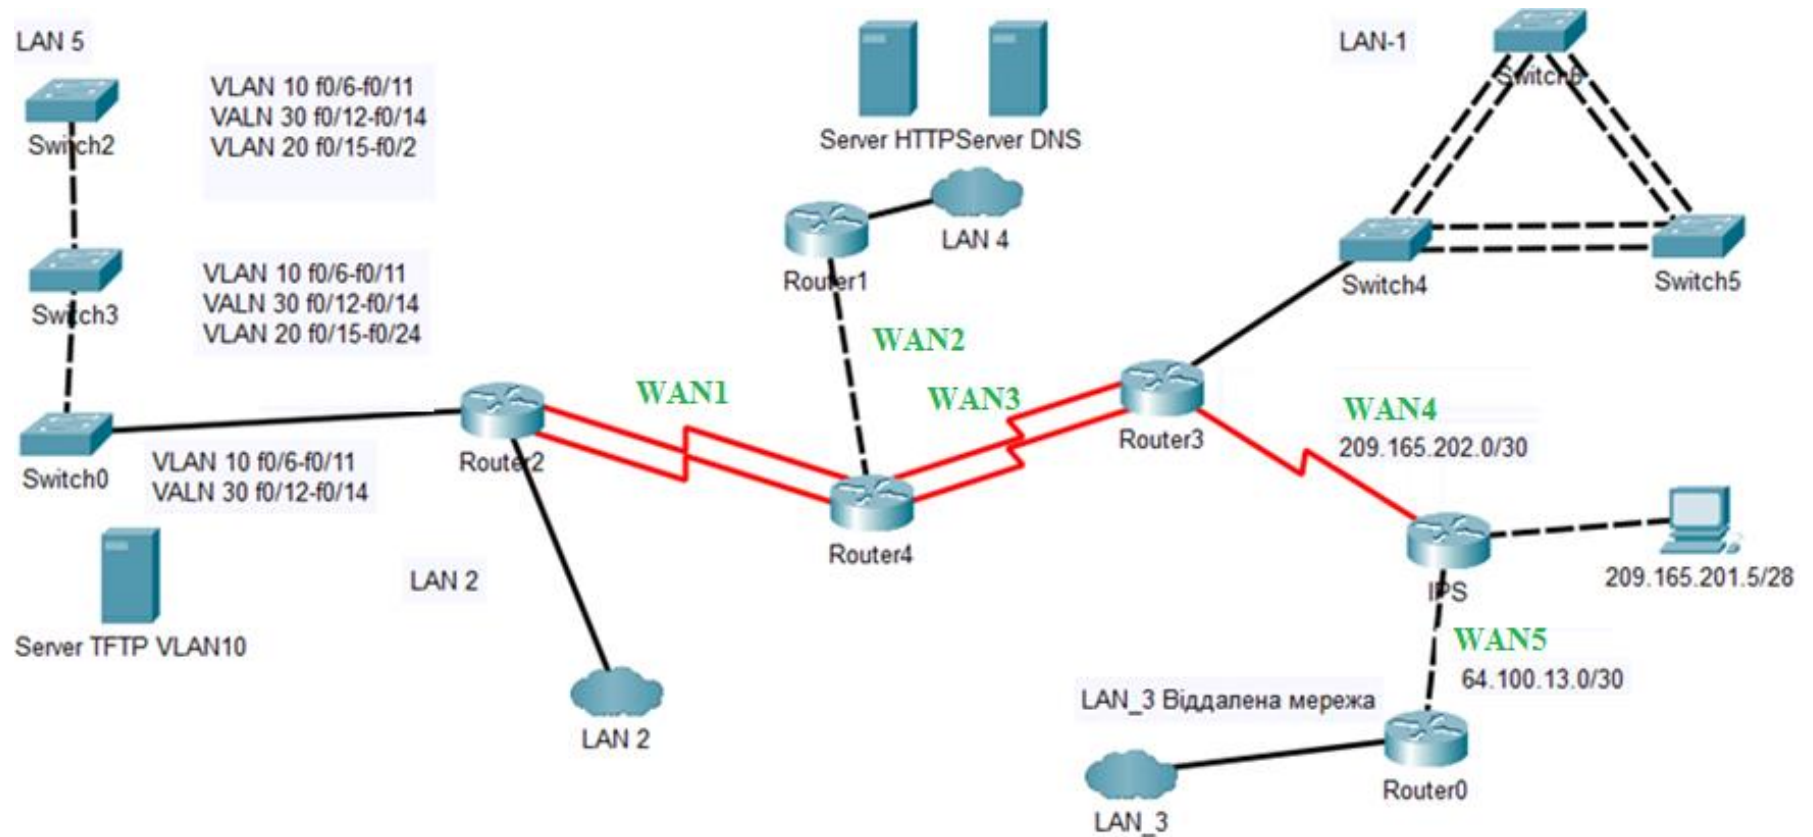 LAN 5
VLAN 10 f0/6-f0/11
VALN 30 f0/12-f0/14
VLAN 20 f0/15-f0/2
Switch2
VLAN 10 f0/6-f0/11
VALN 30 f0/12-f0/14
VLAN 20 f0/15-f0/24
Switch3
Switch0
VLAN 10 f0/6-f0/11
VALN 30 f0/12-f0/14
Server TFTP VLAN10
Router2
LAN 2
LAN 2
WAN1
Server HTTP
Server DNS
LAN 4
Router1
WAN2
WAN3
Router4
LAN-1
Switch6
Switch4
Switch5
Router3
WAN4
209.165.202.0/30
IPS
209.165.201.5/28
WAN5
64.100.13.0/30
LAN_3 Віддалена мережа
Router0
LAN_3